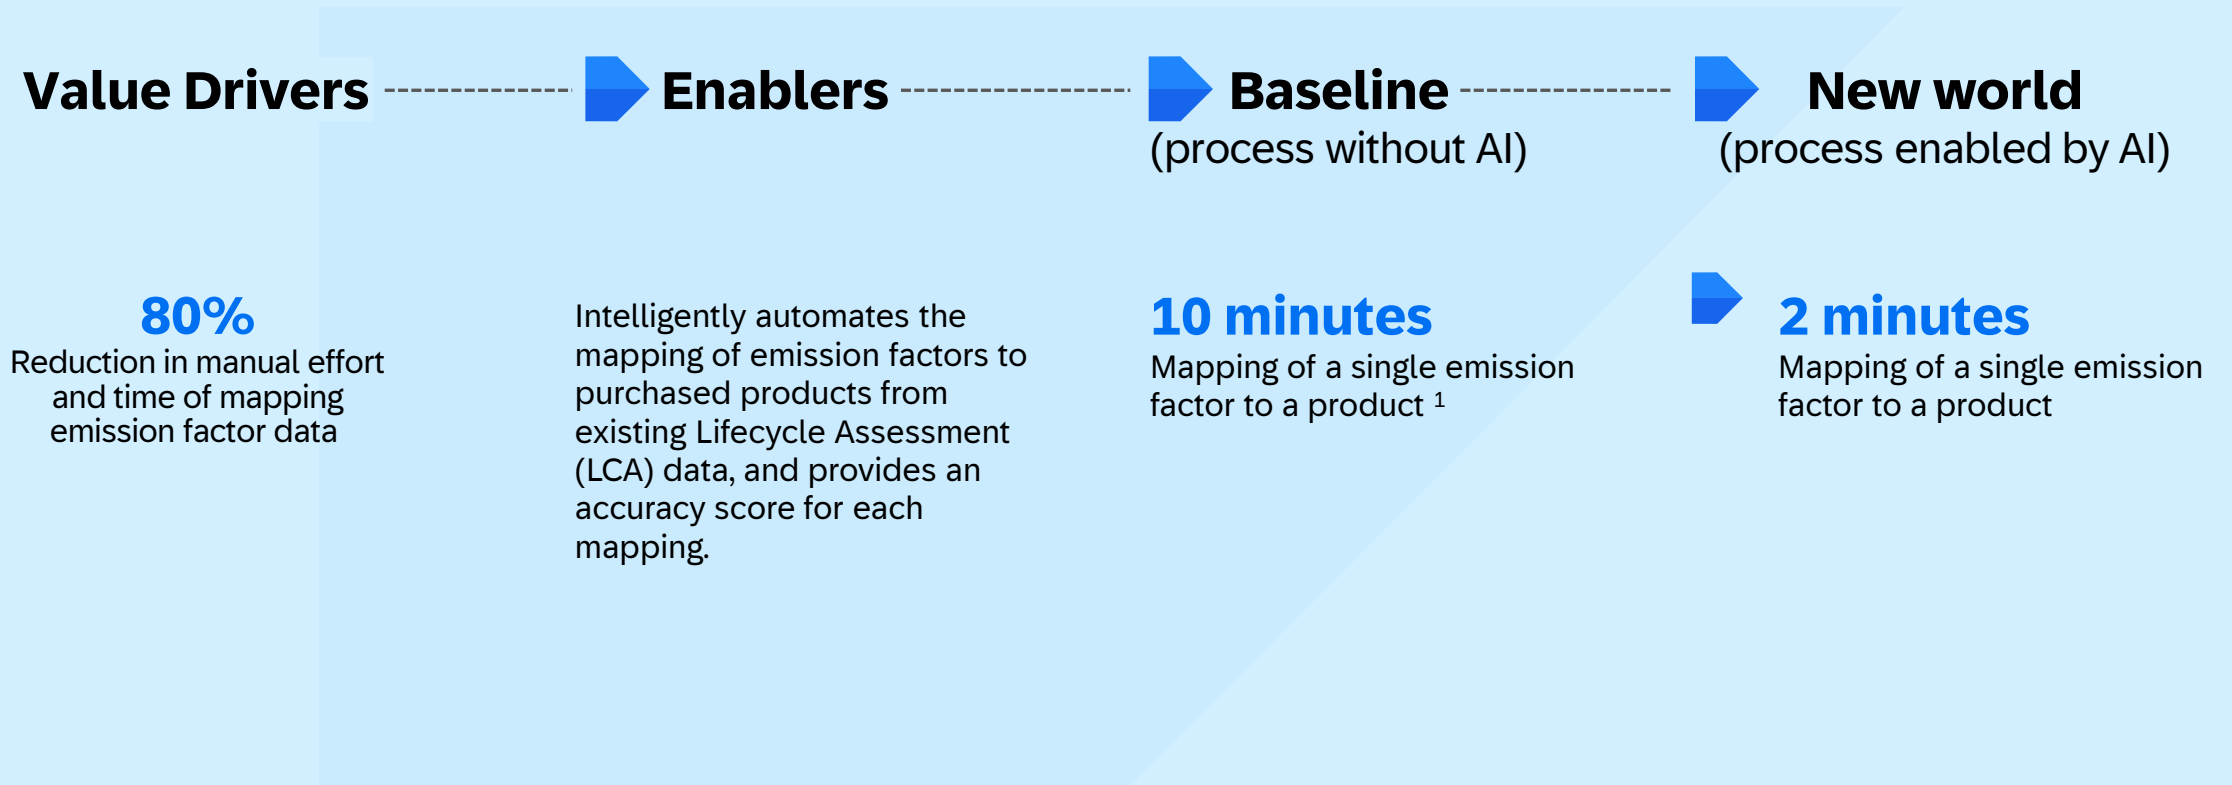 Value Drivers
Enablers
Baseline
(process without AI)
New world
(process enabled by AI)
80%
Reduction in manual effort
and time of mapping
emission factor data
Intelligently automates the
mapping of emission factors to
purchased products from
existing Lifecycle Assessment
(LCA) data, and provides an
accuracy score for each
mapping.
10 minutes
Mapping of a single emission
factor to a product ¹
2 minutes
Mapping of a single emission
factor to a product